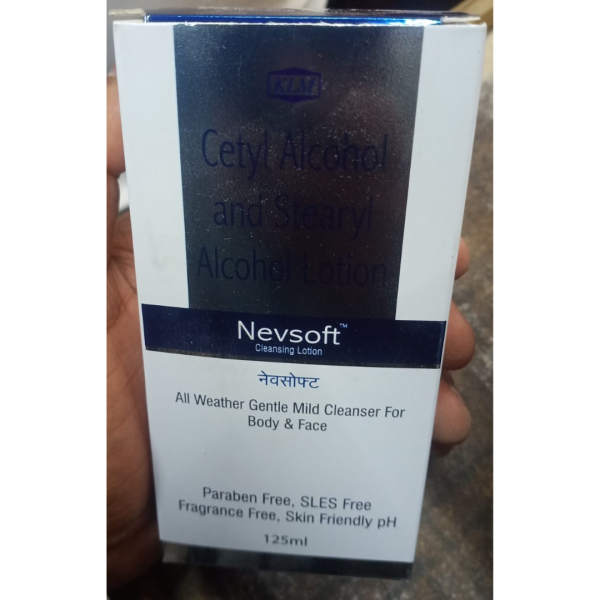 KLM
Cetyl Alcohol
and Stearyl
Alcohol Lotion
Nevsoft™
Cleansing Lotion
नेवसोफ्ट
All Weather Gentle Mild Cleanser For
Body & Face
Paraben Free, SLES Free
Fragrance Free, Skin Friendly pH
125ml